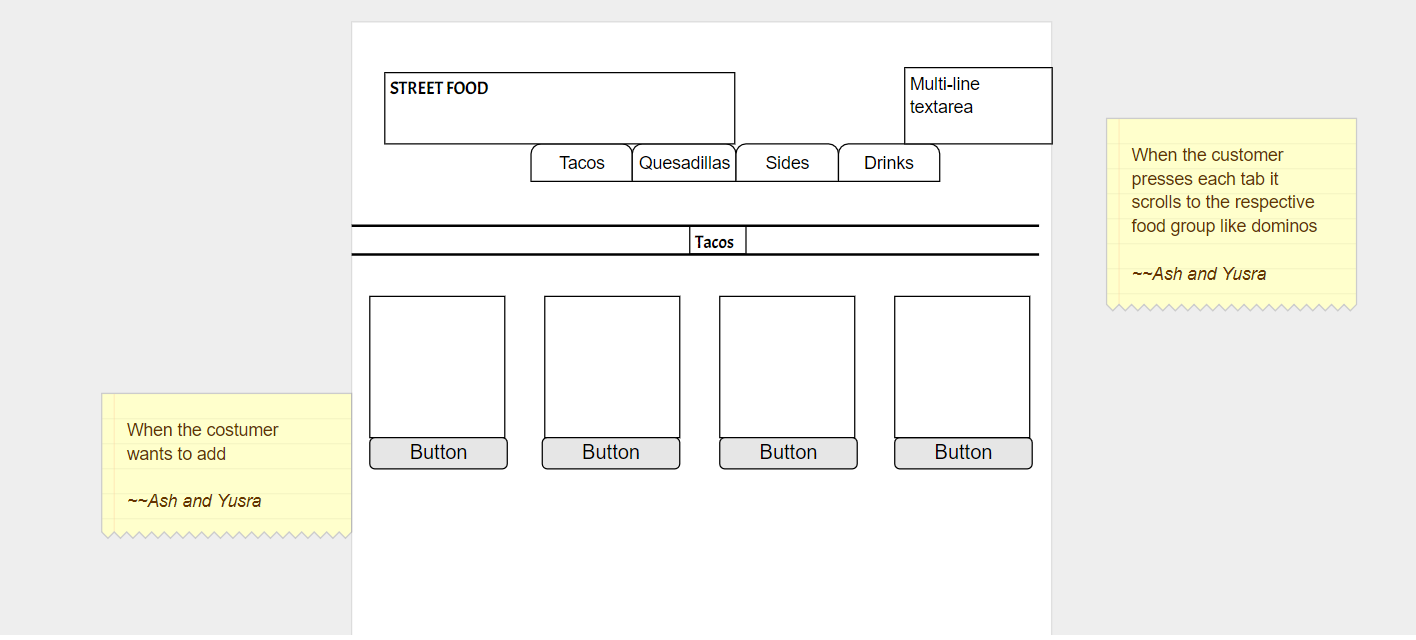 STREET FOOD
Multi-line
textarea
Tacos
Quesadillas
Sides
Drinks
When the customer
presses each tab it
scrolls to the respective
food group like dominos
~~Ash and Yusra
Tacos
When the costumer
wants to add
~~Ash and Yusra
Button
Button
Button
Button